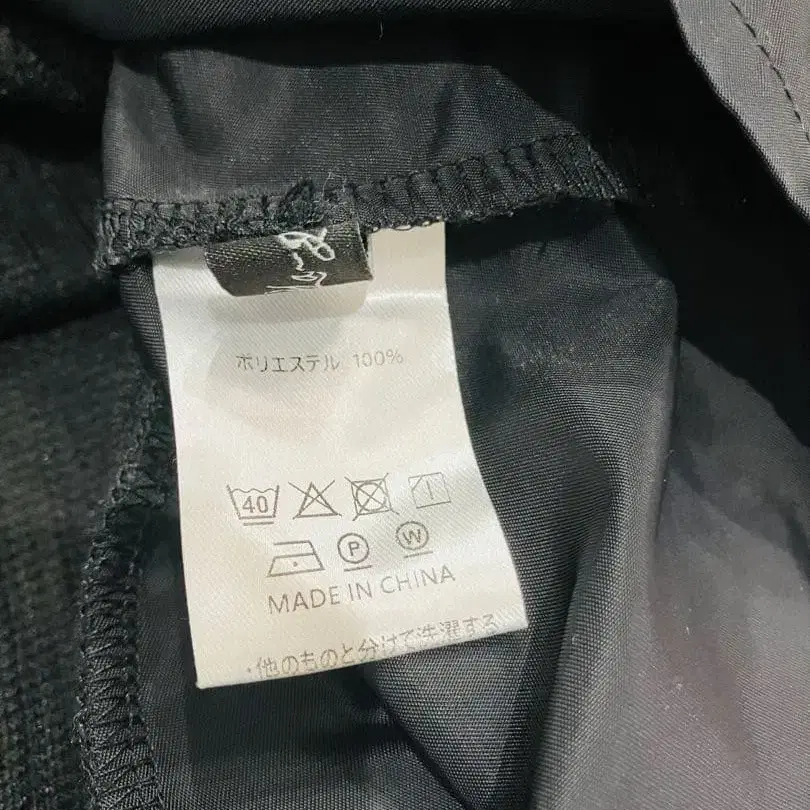 ポリエステル 100%
40
P W
MADE IN CHINA
・他のものと分けて洗濯する